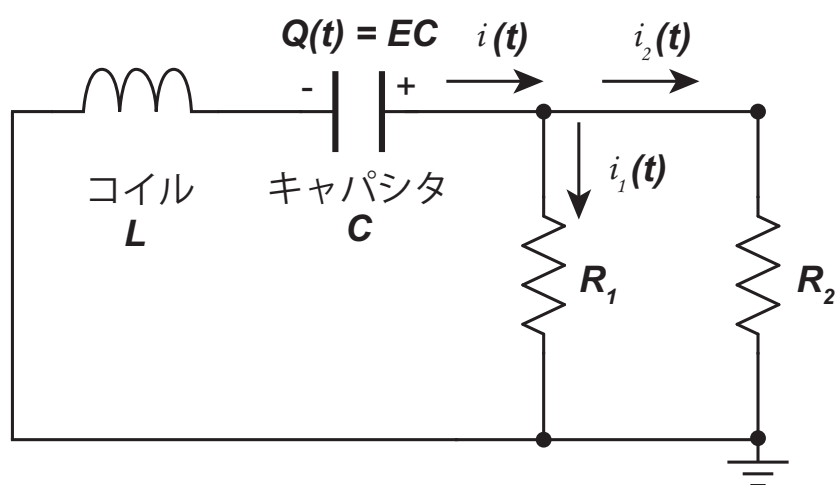 Q(t) = EC
i(t)
i₂(t)
-
+
i₁(t)
コイル
L
キャパシタ
C
R₁
R₂